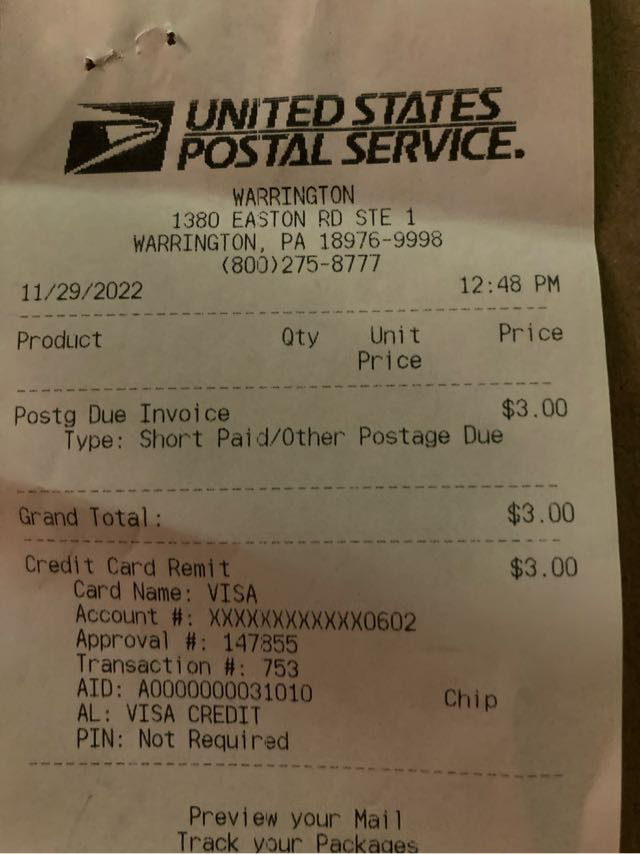 UNITED STATES
POSTAL SERVICE.
WARRINGTON
1380 EASTON RD STE 1
WARRINGTON, PA 18976-9998
(800)275-8777
11/29/2022 12:48 PM
Product Qty Unit Price
Price
Postg Due Invoice $3.00
Type: Short Paid/Other Postage Due
Grand Total: $3.00
Credit Card Remit $3.00
Card Name: VISA
Account #: XXXXXXXXXXXX0602
Approval #: 147855
Transaction #: 753
AID: A0000000031010 Chip
AL: VISA CREDIT
PIN: Not Required
Preview your Mail
Track your Packages